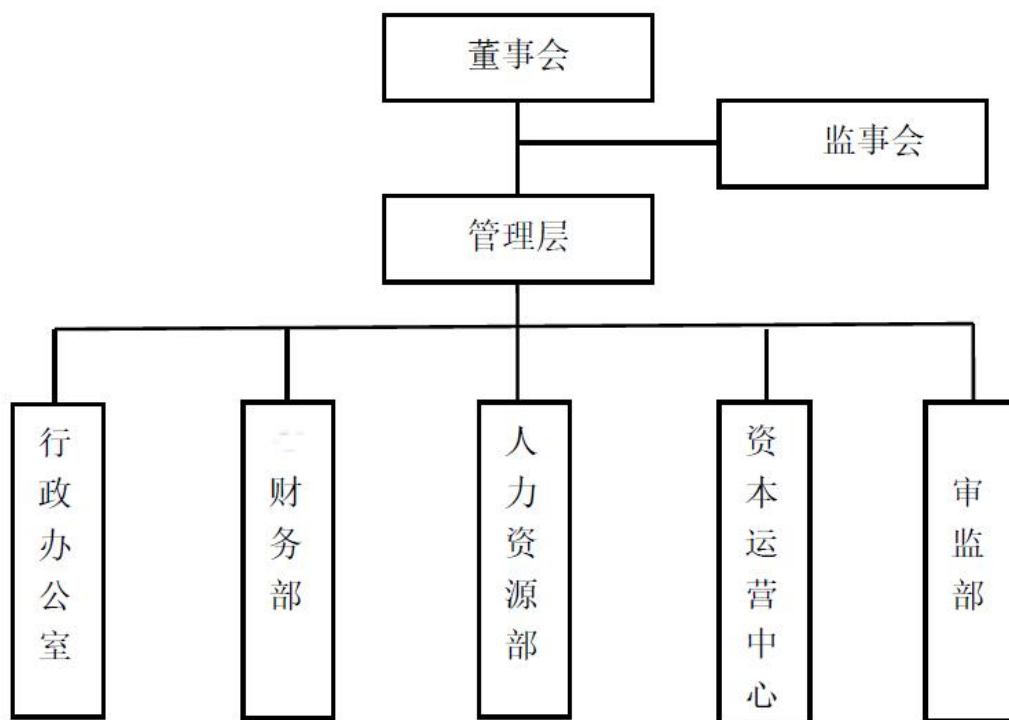 董事会
监事会
管理层
行政办公室
财务部
人力资源部
资本运营中心
审监部